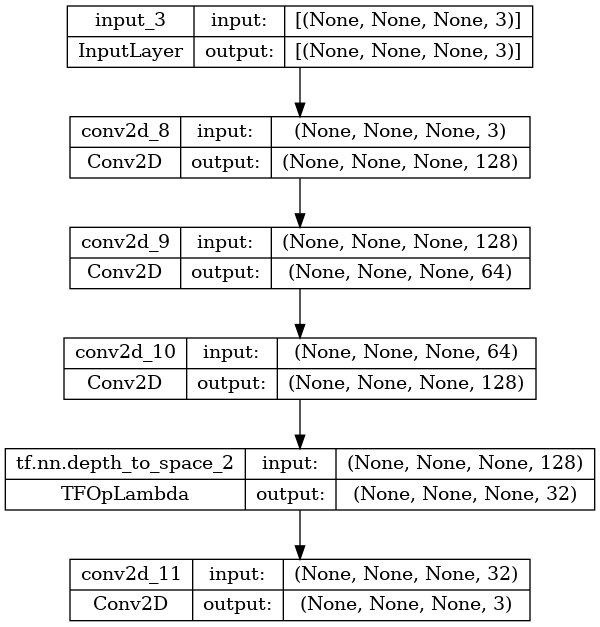 input_3 input: [(None, None, None, 3)]
InputLayer output: [(None, None, None, 3)]
conv2d_8 input: (None, None, None, 3)
Conv2D output: (None, None, None, 128)
conv2d_9 input: (None, None, None, 128)
Conv2D output: (None, None, None, 64)
conv2d_10 input: (None, None, None, 64)
Conv2D output: (None, None, None, 128)
tf.nn.depth_to_space_2 input: (None, None, None, 128)
TFOpLambda output: (None, None, None, 32)
conv2d_11 input: (None, None, None, 32)
Conv2D output: (None, None, None, 3)